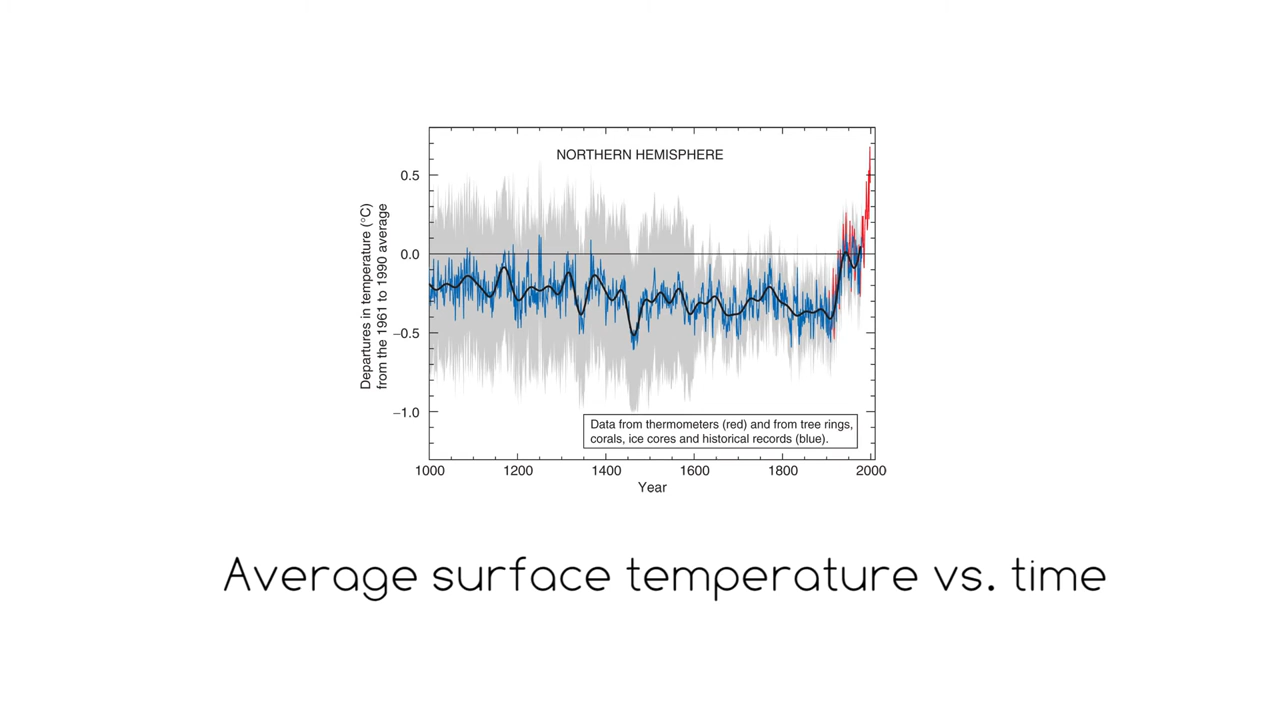 NORTHERN HEMISPHERE
Departures in temperature (°C)
from the 1961 to 1990 average
0.5
0.0
−0.5
−1.0
Data from thermometers (red) and from tree rings,
corals, ice cores and historical records (blue).
1000 1200 1400 1600 1800 2000
Year
Average surface temperature vs. time